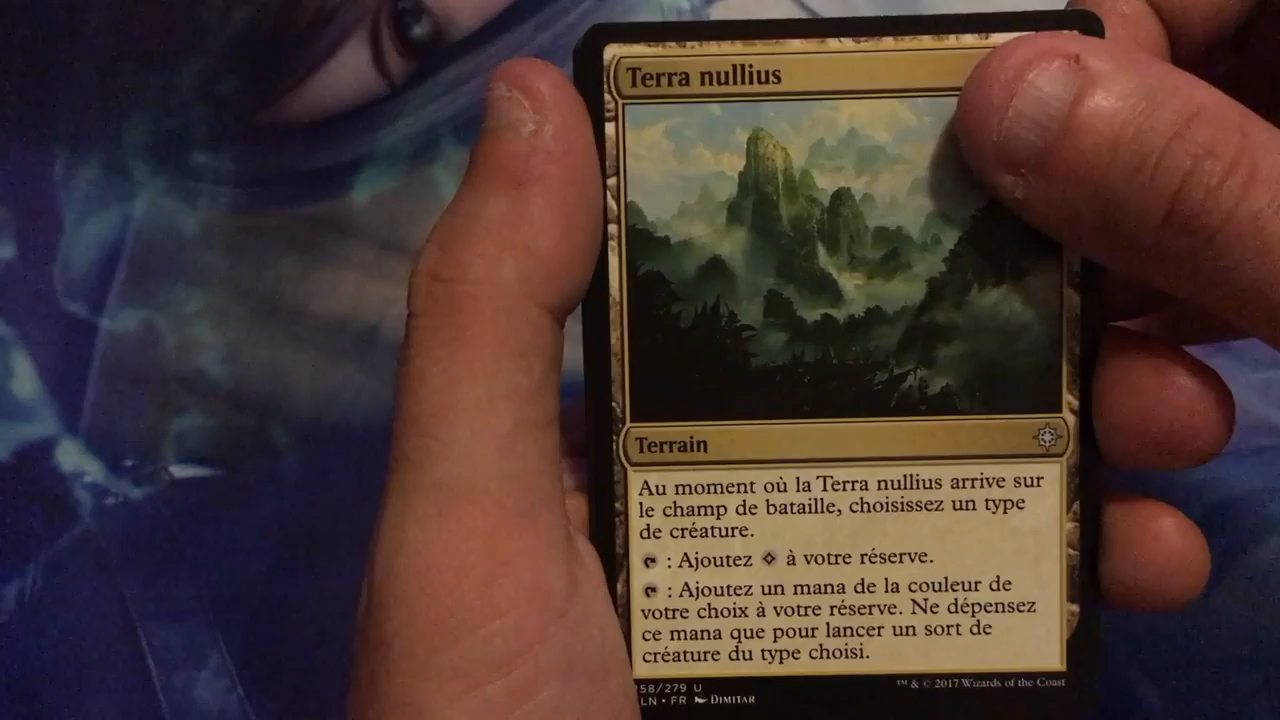 Terra nullius
Terrain
Au moment où la Terra nullius arrive sur
le champ de bataille, choisissez un type
de créature.
: Ajoutez à votre réserve.
: Ajoutez un mana de la couleur de
votre choix à votre réserve. Ne dépensez
ce mana que pour lancer un sort de
créature du type choisi.
58/279 U
™ & © 2017 Wizards of the Coast
LN • FR DIMITAR